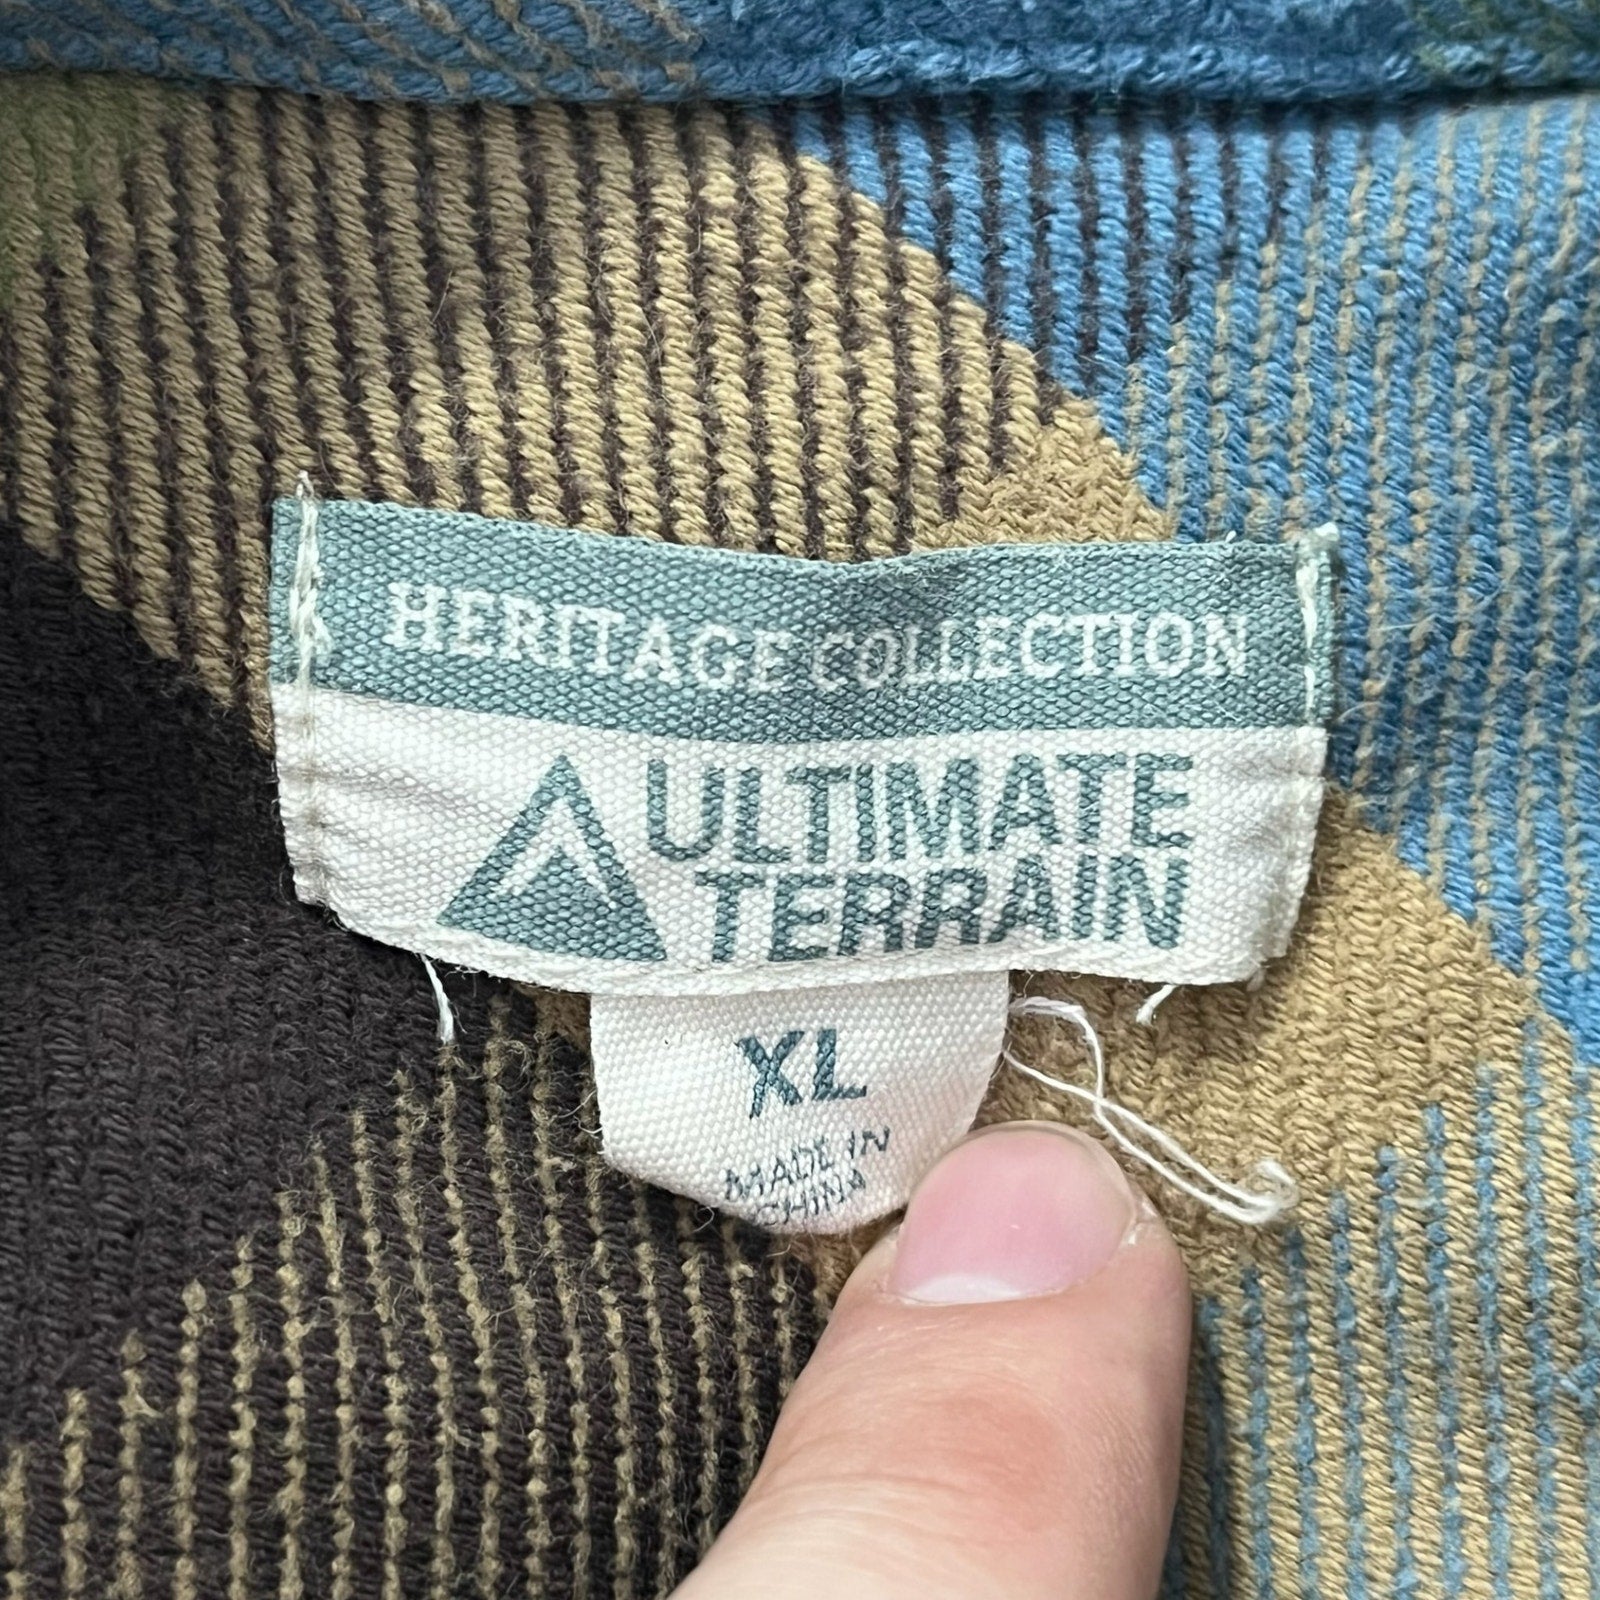 HERITAGE COLLECTION
ULTIMATE
TERRAIN
XL
MADE IN
CHINA